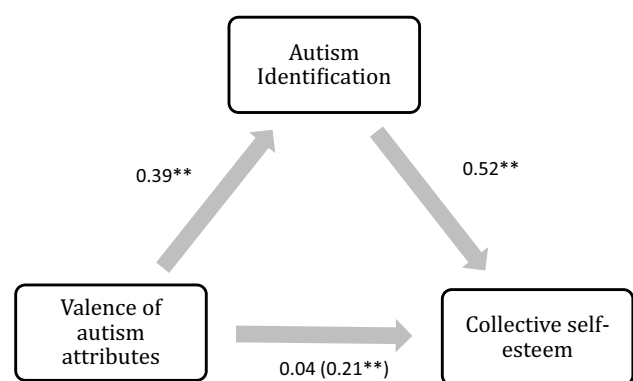 Autism
Identification
0.39**
0.52**
Valence of
autism
attributes
Collective self-
esteem
0.04 (0.21**)